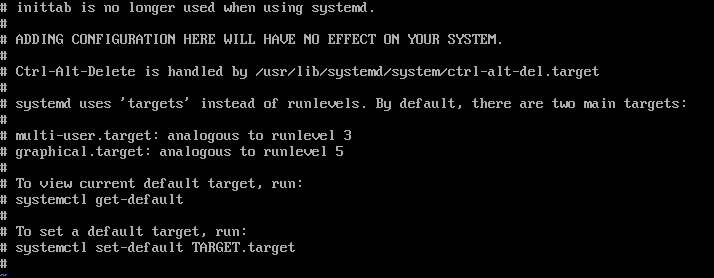 # inittab is no longer used when using systemd.
#
# ADDING CONFIGURATION HERE WILL HAVE NO EFFECT ON YOUR SYSTEM.
#
# Ctrl-Alt-Delete is handled by /usr/lib/systemd/system/ctrl-alt-del.target
#
# systemd uses 'targets' instead of runlevels. By default, there are two main targets:
#
# multi-user.target: analogous to runlevel 3
# graphical.target: analogous to runlevel 5
#
# To view current default target, run:
# systemctl get-default
#
# To set a default target, run:
# systemctl set-default TARGET.target
#
~